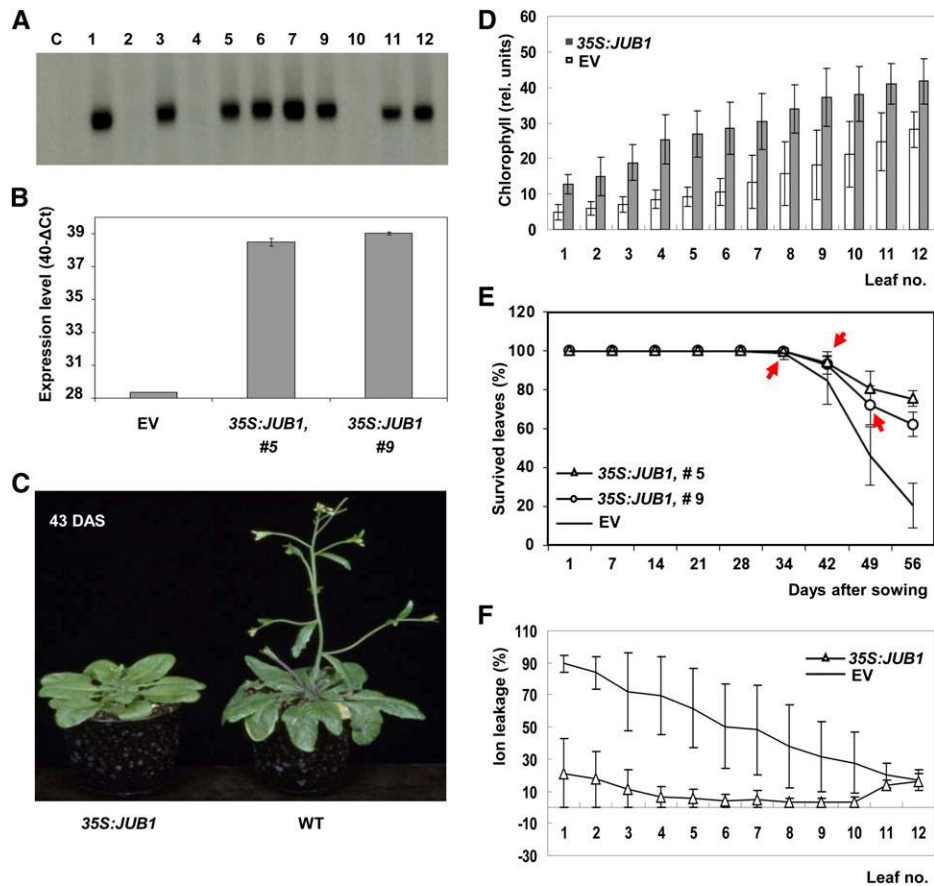 A
C 1 2 3 4 5 6 7 9 10 11 12
B
Expression level (40-ΔCt)
39
37
35
33
31
28
EV
35S:JUB1, #5
35S:JUB1 #9
C
43 DAS
35S:JUB1
WT
D
Chlorophyll (rel. units)
60
50
40
30
20
10
0
35S:JUB1
EV
1 2 3 4 5 6 7 8 9 10 11 12
Leaf no.
E
Survived leaves (%)
120
100
80
60
40
20
0
35S:JUB1, # 5
35S:JUB1, # 9
EV
1 7 14 21 28 34 42 49 56
Days after sowing
F
Ion leakage (%)
110
90
70
50
30
10
-10
-30
35S:JUB1
EV
1 2 3 4 5 6 7 8 9 10 11 12
Leaf no.